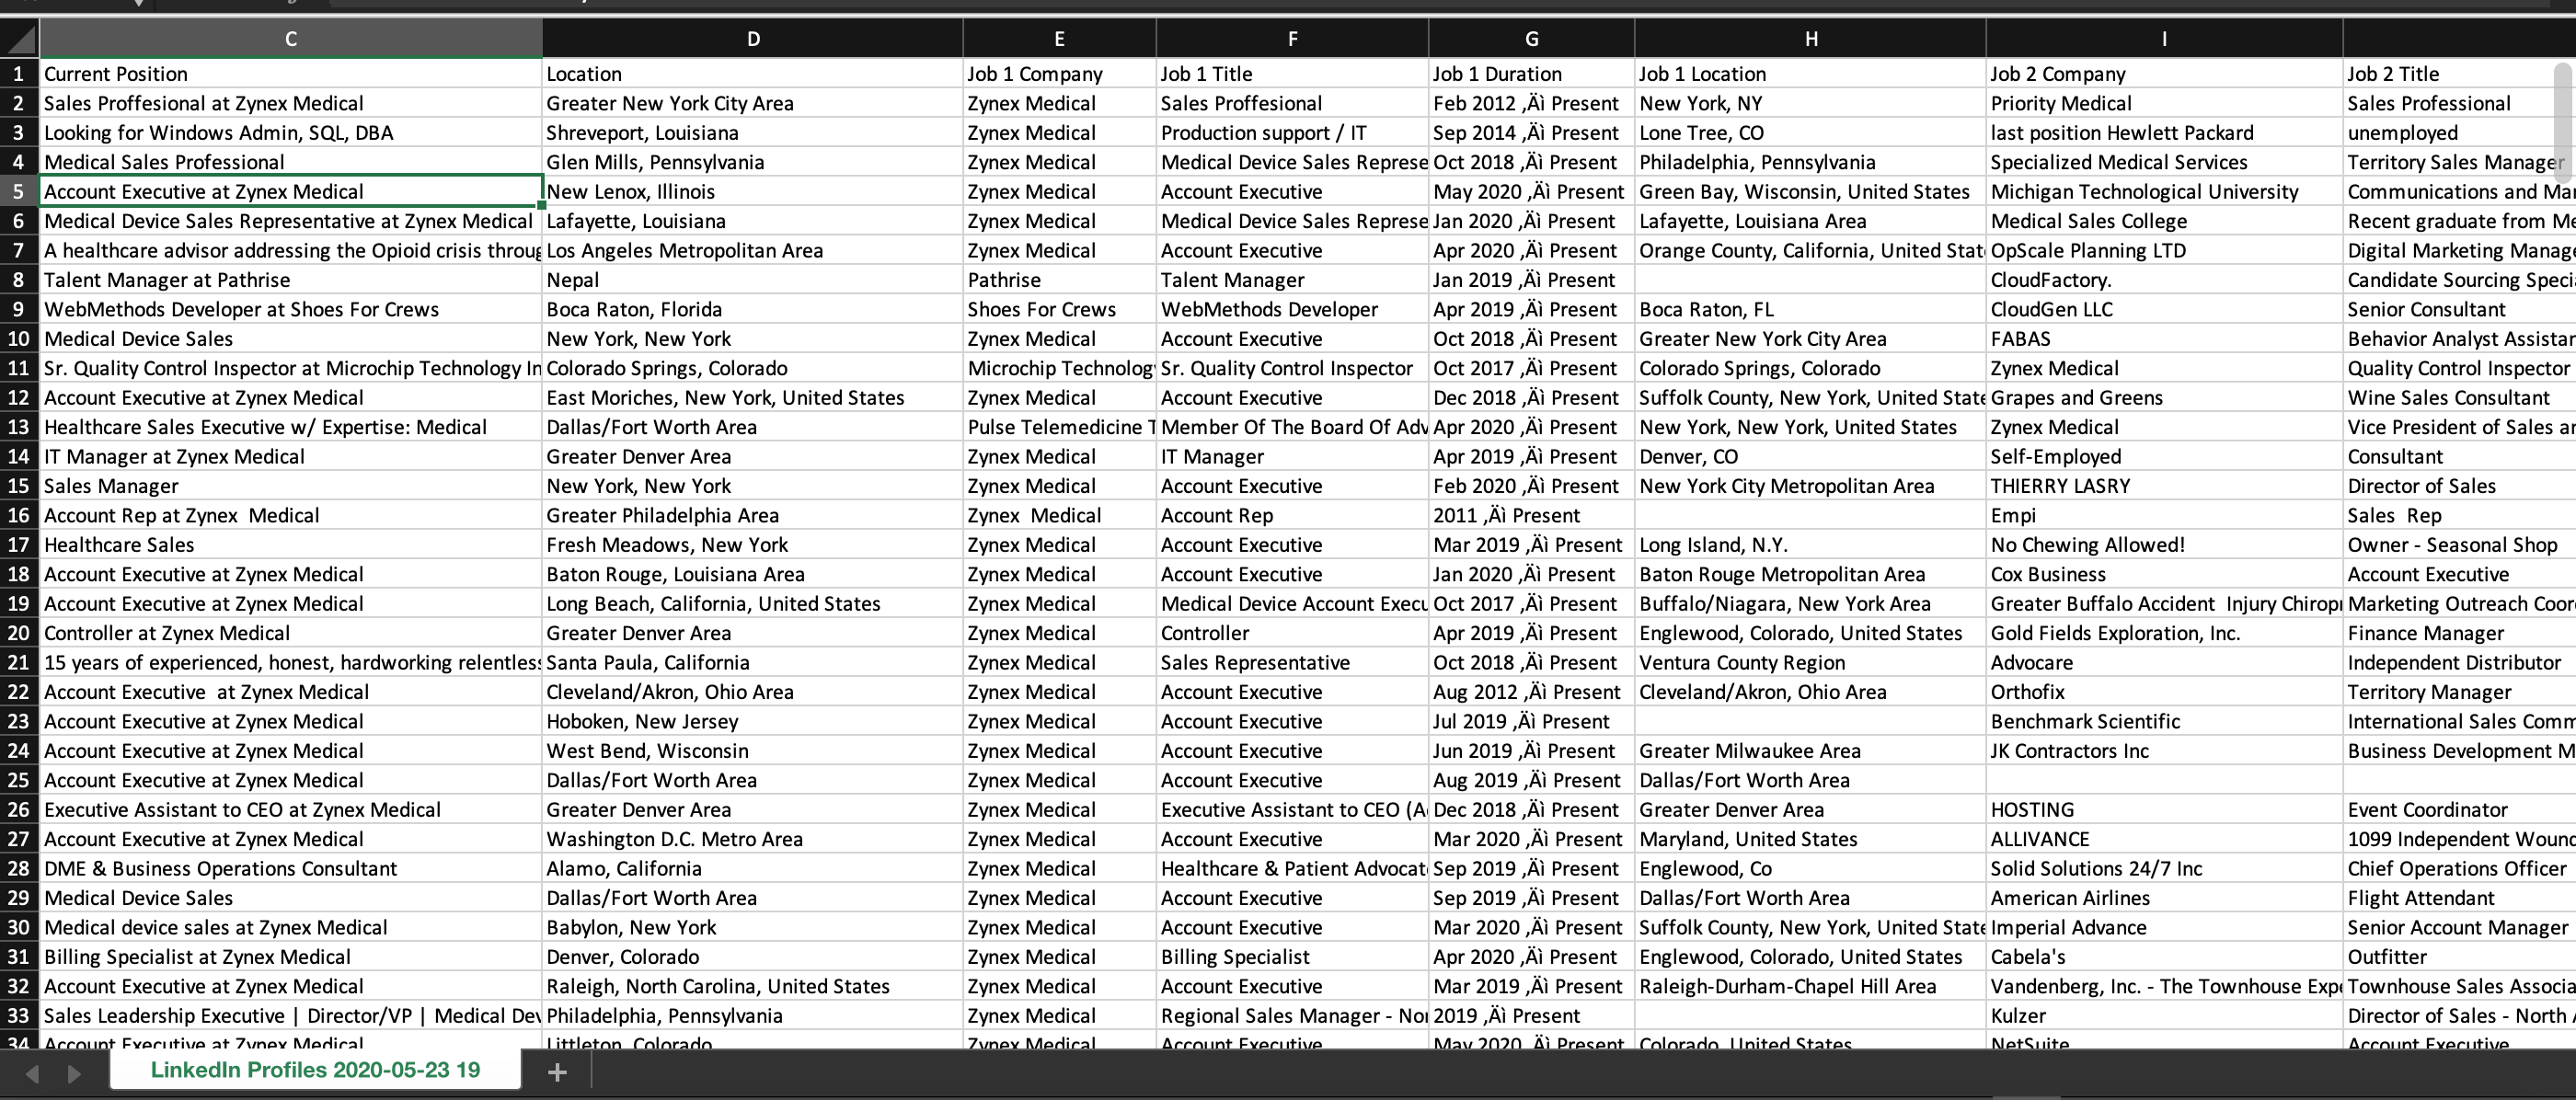 C D E F G H I
1 Current Position Location Job 1 Company Job 1 Title Job 1 Duration Job 1 Location Job 2 Company Job 2 Title
2 Sales Proffesional at Zynex Medical Greater New York City Area Zynex Medical Sales Proffesional Feb 2012 ‚Äì Present New York, NY Priority Medical Sales Professional
3 Looking for Windows Admin, SQL, DBA Shreveport, Louisiana Zynex Medical Production support / IT Sep 2014 ‚Äì Present Lone Tree, CO last position Hewlett Packard unemployed
4 Medical Sales Professional Glen Mills, Pennsylvania Zynex Medical Medical Device Sales Represe Oct 2018 ‚Äì Present Philadelphia, Pennsylvania Specialized Medical Services Territory Sales Manager
5 Account Executive at Zynex Medical New Lenox, Illinois Zynex Medical Account Executive May 2020 ‚Äì Present Green Bay, Wisconsin, United States Michigan Technological University Communications and Mar
6 Medical Device Sales Representative at Zynex Medical Lafayette, Louisiana Zynex Medical Medical Device Sales Represe Jan 2020 ‚Äì Present Lafayette, Louisiana Area Medical Sales College Recent graduate from Me
7 A healthcare advisor addressing the Opioid crisis throug Los Angeles Metropolitan Area Zynex Medical Account Executive Apr 2020 ‚Äì Present Orange County, California, United Stat OpScale Planning LTD Digital Marketing Manage
8 Talent Manager at Pathrise Nepal Pathrise Talent Manager Jan 2019 ‚Äì Present CloudFactory. Candidate Sourcing Speci
9 WebMethods Developer at Shoes For Crews Boca Raton, Florida Shoes For Crews WebMethods Developer Apr 2019 ‚Äì Present Boca Raton, FL CloudGen LLC Senior Consultant
10 Medical Device Sales New York, New York Zynex Medical Account Executive Oct 2018 ‚Äì Present Greater New York City Area FABAS Behavior Analyst Assistan
11 Sr. Quality Control Inspector at Microchip Technology In Colorado Springs, Colorado Microchip Technology Sr. Quality Control Inspector Oct 2017 ‚Äì Present Colorado Springs, Colorado Zynex Medical Quality Control Inspector
12 Account Executive at Zynex Medical East Moriches, New York, United States Zynex Medical Account Executive Dec 2018 ‚Äì Present Suffolk County, New York, United State Grapes and Greens Wine Sales Consultant
13 Healthcare Sales Executive w/ Expertise: Medical Dallas/Fort Worth Area Pulse Telemedicine T Member Of The Board Of Adv Apr 2020 ‚Äì Present New York, New York, United States Zynex Medical Vice President of Sales an
14 IT Manager at Zynex Medical Greater Denver Area Zynex Medical IT Manager Apr 2019 ‚Äì Present Denver, CO Self-Employed Consultant
15 Sales Manager New York, New York Zynex Medical Account Executive Feb 2020 ‚Äì Present New York City Metropolitan Area THIERRY LASRY Director of Sales
16 Account Rep at Zynex  Medical Greater Philadelphia Area Zynex  Medical Account Rep 2011 ‚Äì Present Empi Sales  Rep
17 Healthcare Sales Fresh Meadows, New York Zynex Medical Account Executive Mar 2019 ‚Äì Present Long Island, N.Y. No Chewing Allowed! Owner - Seasonal Shop
18 Account Executive at Zynex Medical Baton Rouge, Louisiana Area Zynex Medical Account Executive Jan 2020 ‚Äì Present Baton Rouge Metropolitan Area Cox Business Account Executive
19 Account Executive at Zynex Medical Long Beach, California, United States Zynex Medical Medical Device Account Execu Oct 2017 ‚Äì Present Buffalo/Niagara, New York Area Greater Buffalo Accident  Injury Chiropr Marketing Outreach Coor
20 Controller at Zynex Medical Greater Denver Area Zynex Medical Controller Apr 2019 ‚Äì Present Englewood, Colorado, United States Gold Fields Exploration, Inc. Finance Manager
21 15 years of experienced, honest, hardworking relentless Santa Paula, California Zynex Medical Sales Representative Oct 2018 ‚Äì Present Ventura County Region Advocare Independent Distributor
22 Account Executive  at Zynex Medical Cleveland/Akron, Ohio Area Zynex Medical Account Executive Aug 2012 ‚Äì Present Cleveland/Akron, Ohio Area Orthofix Territory Manager
23 Account Executive at Zynex Medical Hoboken, New Jersey Zynex Medical Account Executive Jul 2019 ‚Äì Present Benchmark Scientific International Sales Comm
24 Account Executive at Zynex Medical West Bend, Wisconsin Zynex Medical Account Executive Jun 2019 ‚Äì Present Greater Milwaukee Area JK Contractors Inc Business Development M
25 Account Executive at Zynex Medical Dallas/Fort Worth Area Zynex Medical Account Executive Aug 2019 ‚Äì Present Dallas/Fort Worth Area
26 Executive Assistant to CEO at Zynex Medical Greater Denver Area Zynex Medical Executive Assistant to CEO (A Dec 2018 ‚Äì Present Greater Denver Area HOSTING Event Coordinator
27 Account Executive at Zynex Medical Washington D.C. Metro Area Zynex Medical Account Executive Mar 2020 ‚Äì Present Maryland, United States ALLIVANCE 1099 Independent Wound
28 DME & Business Operations Consultant Alamo, California Zynex Medical Healthcare & Patient Advocat Sep 2019 ‚Äì Present Englewood, Co Solid Solutions 24/7 Inc Chief Operations Officer
29 Medical Device Sales Dallas/Fort Worth Area Zynex Medical Account Executive Sep 2019 ‚Äì Present Dallas/Fort Worth Area American Airlines Flight Attendant
30 Medical device sales at Zynex Medical Babylon, New York Zynex Medical Account Executive Mar 2020 ‚Äì Present Suffolk County, New York, United State Imperial Advance Senior Account Manager
31 Billing Specialist at Zynex Medical Denver, Colorado Zynex Medical Billing Specialist Apr 2020 ‚Äì Present Englewood, Colorado, United States Cabela's Outfitter
32 Account Executive at Zynex Medical Raleigh, North Carolina, United States Zynex Medical Account Executive Mar 2019 ‚Äì Present Raleigh-Durham-Chapel Hill Area Vandenberg, Inc. - The Townhouse Expe Townhouse Sales Associa
33 Sales Leadership Executive | Director/VP | Medical Dev Philadelphia, Pennsylvania Zynex Medical Regional Sales Manager - Nor 2019 ‚Äì Present Kulzer Director of Sales - North A
34 Account Executive at Zynex Medical Littleton, Colorado Zynex Medical Account Executive May 2020 ‚Äì Present Colorado, United States NetSuite Account Executive
LinkedIn Profiles 2020-05-23 19